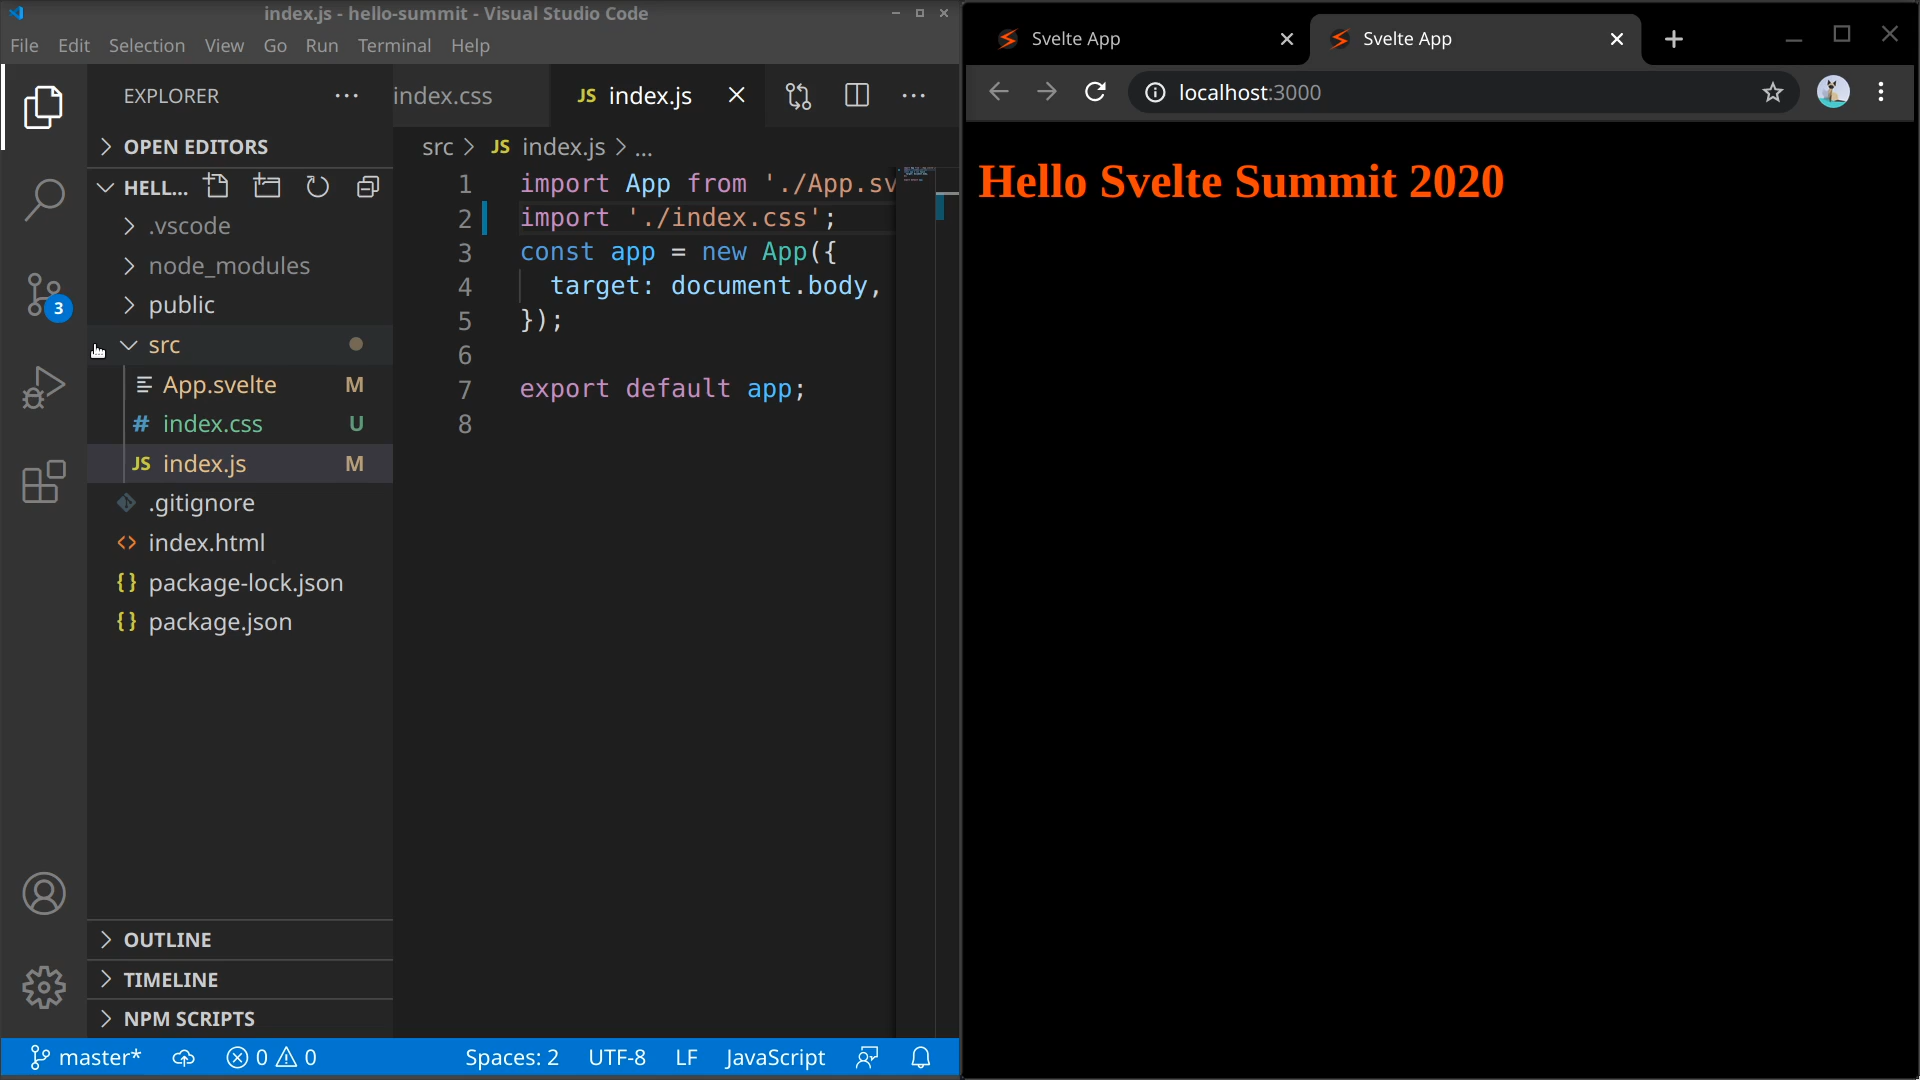 index.js - hello-summit - Visual Studio Code
File Edit Selection View Go Run Terminal Help
EXPLORER
OPEN EDITORS
HELL...
.vscode
node_modules
public
src
App.svelte M
index.css U
index.js M
.gitignore
index.html
package-lock.json
package.json
OUTLINE
TIMELINE
NPM SCRIPTS
3
index.css
JS index.js
src > JS index.js > ...
1 import App from './App.sv
2 import './index.css';
3 const app = new App({
4 target: document.body,
5 });
6
7 export default app;
8
master* 0 0 Spaces: 2 UTF-8 LF JavaScript
Svelte App
Svelte App
localhost:3000
Hello Svelte Summit 2020